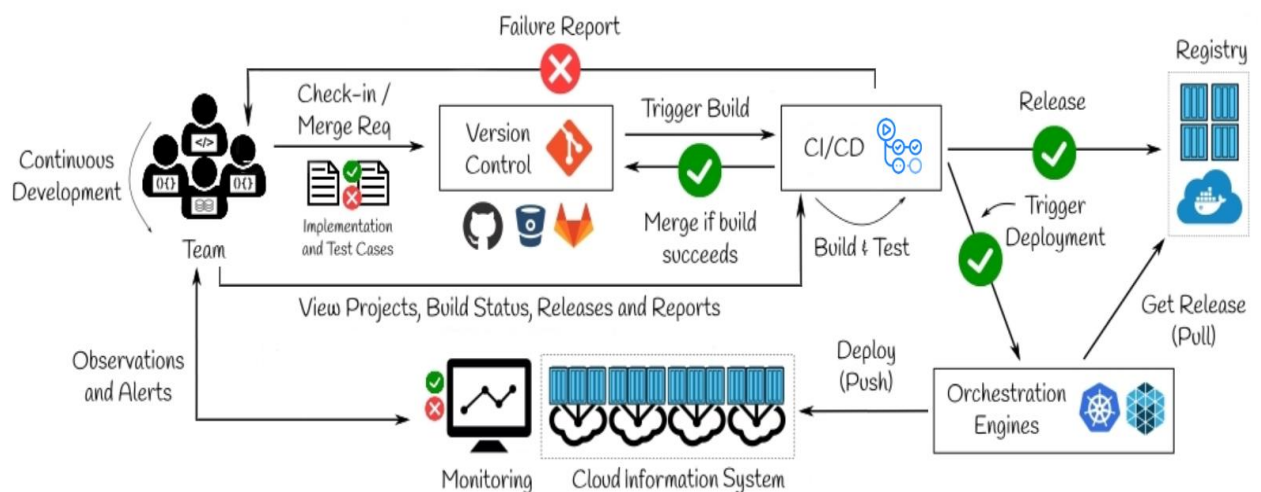 Failure Report
Registry
Check-in /
Merge Req
Trigger Build
Release
Continuous
Development
</>
{}{}
{}{}
Version
Control
CI/CD
Implementation
and Test Cases
Merge if build
succeeds
Build & Test
Trigger
Deployment
Team
View Projects, Build Status, Releases and Reports
Get Release
(Pull)
Observations
and Alerts
Deploy
(Push)
Orchestration
Engines
Monitoring
Cloud Information System